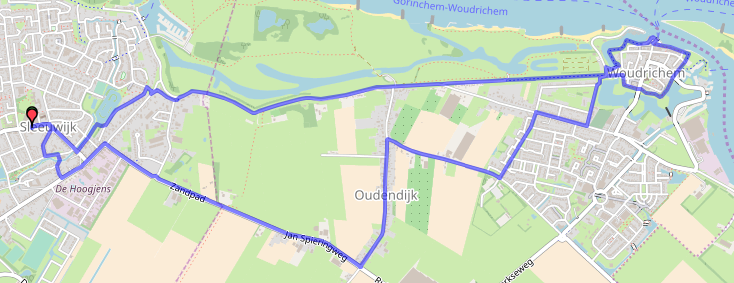 Gorinchem-Woudrichem
Woudrichem
Sleeuwijk
De Hoogjens
Zandpad
Oudendijk
Jan Spieringweg